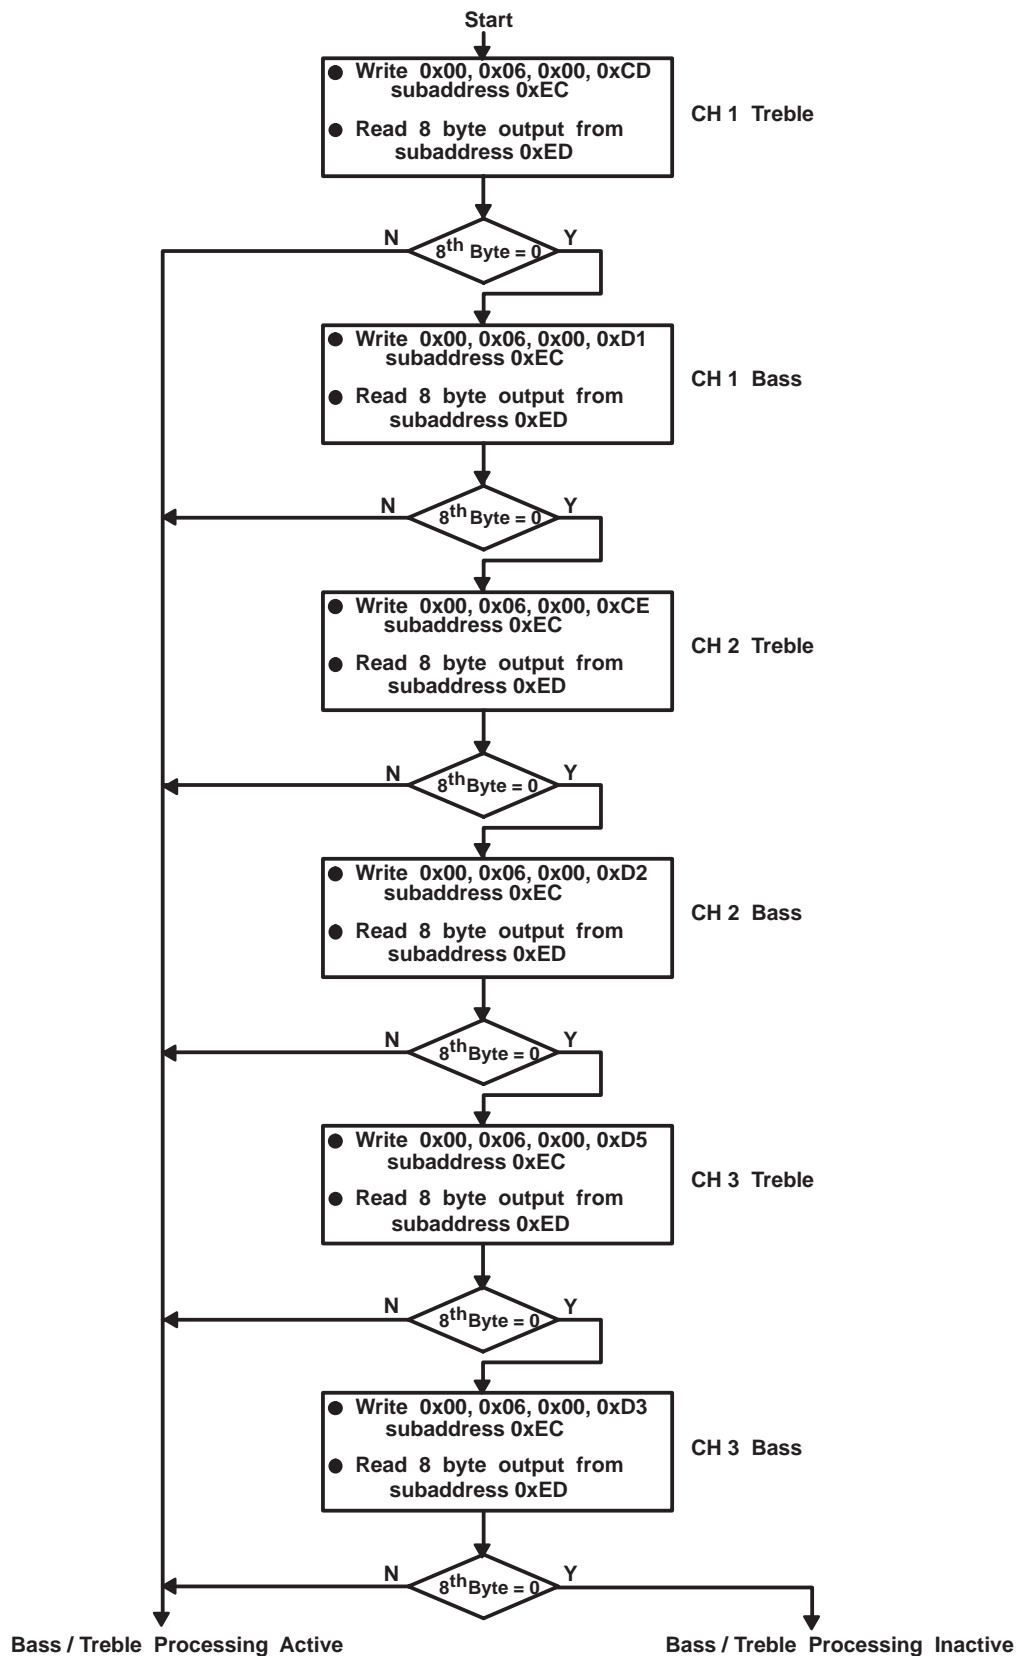 Start
● Write 0x00, 0x06, 0x00, 0xCD
subaddress 0xEC
● Read 8 byte output from
subaddress 0xED
CH 1 Treble
N
8th Byte = 0
Y
● Write 0x00, 0x06, 0x00, 0xD1
subaddress 0xEC
● Read 8 byte output from
subaddress 0xED
CH 1 Bass
N
8th Byte = 0
Y
● Write 0x00, 0x06, 0x00, 0xCE
subaddress 0xEC
● Read 8 byte output from
subaddress 0xED
CH 2 Treble
N
8th Byte = 0
Y
● Write 0x00, 0x06, 0x00, 0xD2
subaddress 0xEC
● Read 8 byte output from
subaddress 0xED
CH 2 Bass
N
8th Byte = 0
Y
● Write 0x00, 0x06, 0x00, 0xD5
subaddress 0xEC
● Read 8 byte output from
subaddress 0xED
CH 3 Treble
N
8th Byte = 0
Y
● Write 0x00, 0x06, 0x00, 0xD3
subaddress 0xEC
● Read 8 byte output from
subaddress 0xED
CH 3 Bass
N
8th Byte = 0
Y
Bass / Treble Processing Active
Bass / Treble Processing Inactive